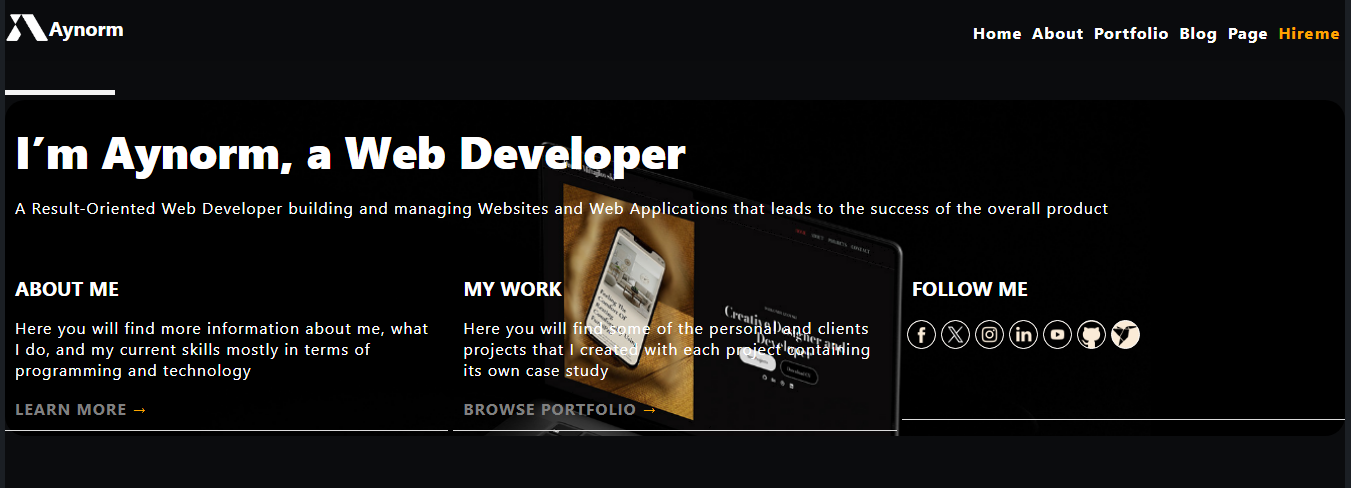 Aynorm
Home About Portfolio Blog Page Hireme
I´m Aynorm, a Web Developer
A Result-Oriented Web Developer building and managing Websites and Web Applications that leads to the success of the overall product
ABOUT ME
Here you will find more information about me, what
I do, and my current skills mostly in terms of
programming and technology
LEARN MORE →
MY WORK
Here you will find some of the personal and clients
projects that I created with each project containing
its own case study
BROWSE PORTFOLIO →
FOLLOW ME
Creative Designer and
Developer